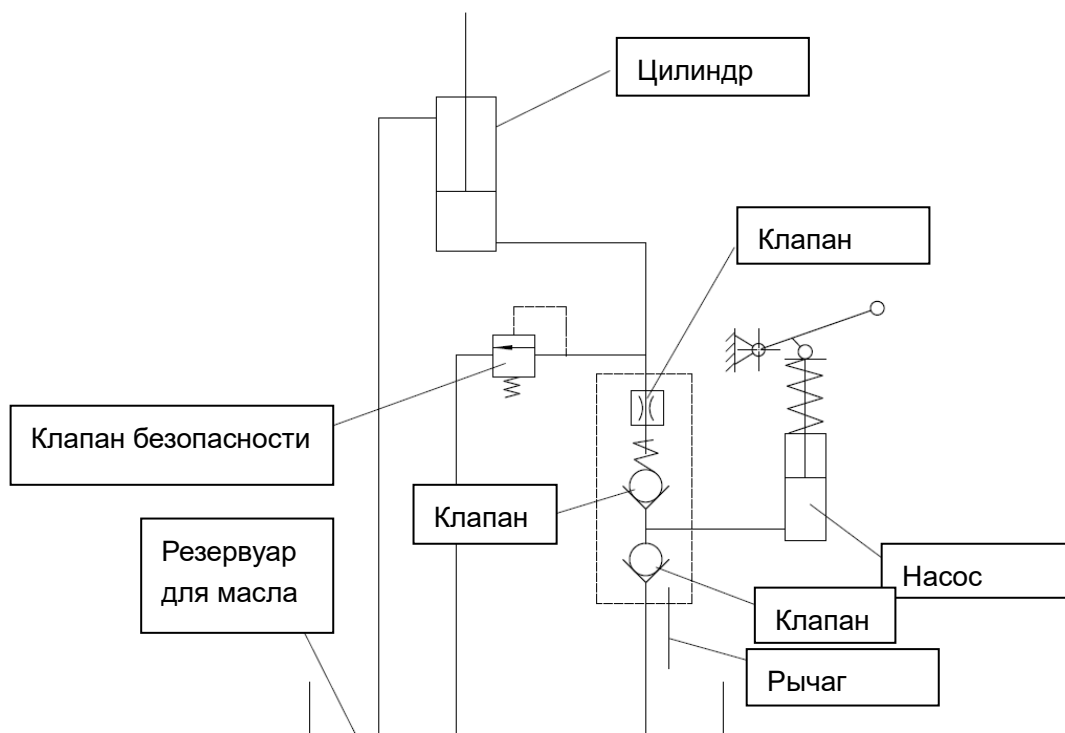 Цилиндр
Клапан
Клапан безопасности
Клапан
Резервуар
для масла
Насос
Клапан
Рычаг